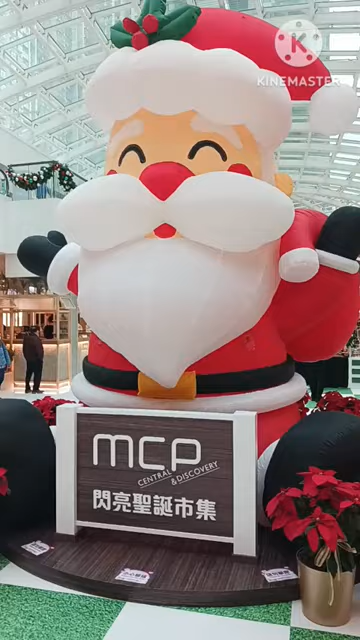 KINEMASTER
mcp
CENTRAL
& DISCOVERY
閃亮聖誕市集